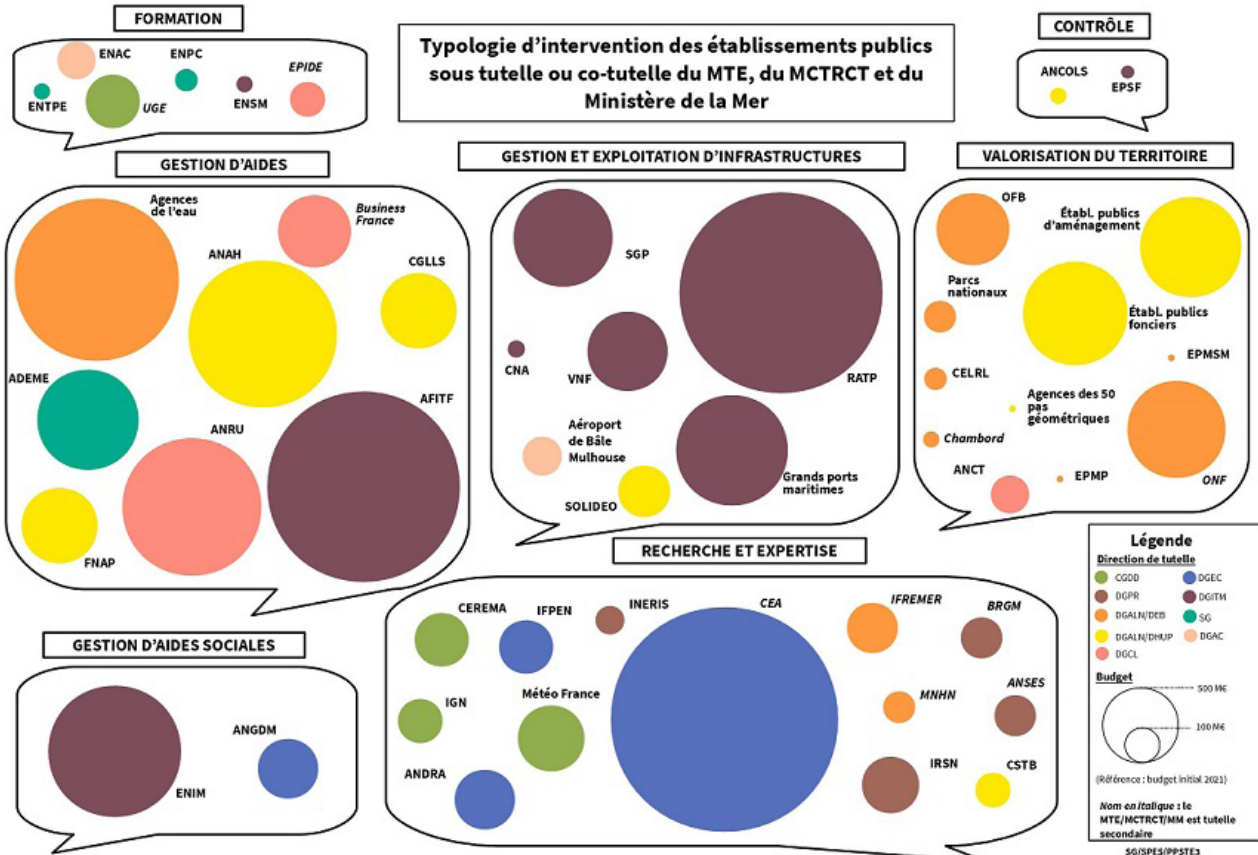 FORMATION
ENAC
ENPC
EPIDE
ENTPE
UGE
ENSM
Typologie d'intervention des établissements publics
sous tutelle ou co-tutelle du MTE, du MCTRCT et du
Ministère de la Mer
CONTRÔLE
ANCOLS
EPSF
GESTION D'AIDES
Agences
de l'eau
Business
France
ANAH
CGLLS
ADEME
AFITF
ANRU
FNAP
GESTION ET EXPLOITATION D'INFRASTRUCTURES
SGP
CNA
VNF
RATP
Aéroport
de Bâle
Mulhouse
Grands ports
maritimes
SOLIDEO
VALORISATION DU TERRITOIRE
OFB
Établ. publics
d'aménagement
Parcs
nationaux
Établ. publics
fonciers
EPMSM
CELRL
Agences des 50
pas
géométriques
Chambord
ANCT
EPMP
ONF
GESTION D'AIDES SOCIALES
ANGDM
ENIM
RECHERCHE ET EXPERTISE
CEREMA
IFPEN
INERIS
CEA
IFREMER
BRGM
IGN
Météo France
MNHN
ANSES
ANDRA
IRSN
CSTB
Légende
Direction de tutelle
CGDD
DGEC
DGPR
DGITM
DGALN/DEB
SG
DGALN/DHUP
DGAC
DGCL
Budget
500 M€
100 M€
(Référence : budget initial 2021)
Nom en italique : le
MTE/MCTRCT/MM est tutelle
secondaire
SG/SPES/PPSTE3